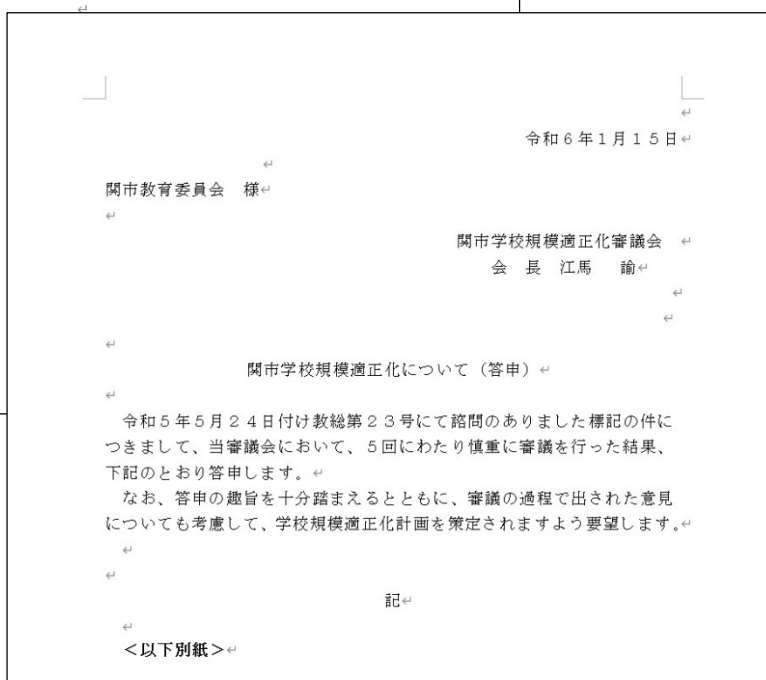 令和６年１月１５日
関市教育委員会　様
関市学校規模適正化審議会
会　長　江馬　　諭
関市学校規模適正化について（答申）
令和５年５月２４日付け教総第２３号にて諮問のありました標記の件に
つきまして、当審議会において、５回にわたり慎重に審議を行った結果、
下記のとおり答申します。
なお、答申の趣旨を十分踏まえるとともに、審議の過程で出された意見
についても考慮して、学校規模適正化計画を策定されますよう要望します。
記
＜以下別紙＞